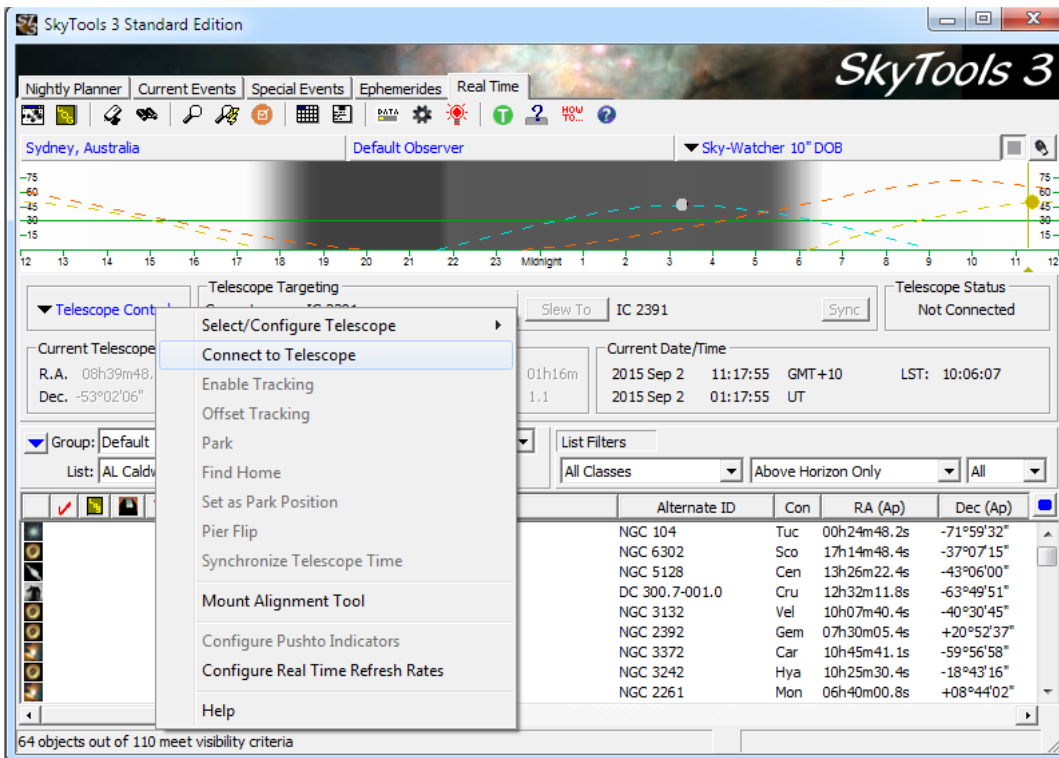 SkyTools 3 Standard Edition
SkyTools 3
Nightly Planner Current Events Special Events Ephemerides Real Time
DATA HOW TO...
Sydney, Australia Default Observer Sky-Watcher 10" DOB
-75 75-
-60 60-
-45 45-
-30 30-
-15 15-
12 13 14 15 16 17 18 19 20 21 22 23 Midnight 1 2 3 4 5 6 7 8 9 10 11 12
Telescope Targeting Telescope Status
Telescope Cont Slew To IC 2391 Sync Not Connected
Current Telescope Current Date/Time
R.A. 08h39m48. 01h16m 2015 Sep 2 11:17:55 GMT+10 LST: 10:06:07
Dec. -53°02'06" 1.1 2015 Sep 2 01:17:55 UT
Select/Configure Telescope
Connect to Telescope
Enable Tracking
Offset Tracking
Park
Find Home
Set as Park Position
Pier Flip
Synchronize Telescope Time
Mount Alignment Tool
Configure Pushto Indicators
Configure Real Time Refresh Rates
Help
Group: Default List Filters
List: AL Caldw All Classes Above Horizon Only All
Alternate ID Con RA (Ap) Dec (Ap)
NGC 104 Tuc 00h24m48.2s -71°59'32"
NGC 6302 Sco 17h14m48.4s -37°07'15"
NGC 5128 Cen 13h26m22.4s -43°06'00"
DC 300.7-001.0 Cru 12h32m11.8s -63°49'51"
NGC 3132 Vel 10h07m40.4s -40°30'45"
NGC 2392 Gem 07h30m05.4s +20°52'37"
NGC 3372 Car 10h45m41.1s -59°56'58"
NGC 3242 Hya 10h25m30.4s -18°43'16"
NGC 2261 Mon 06h40m00.8s +08°44'02"
64 objects out of 110 meet visibility criteria